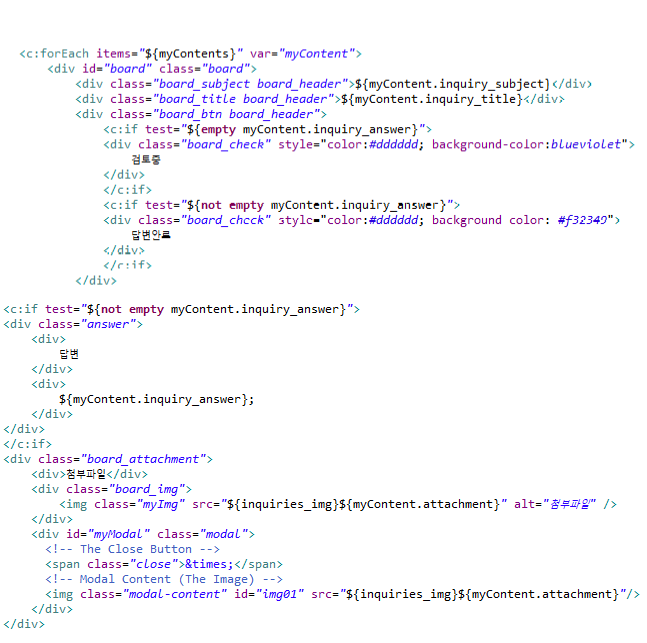 <c:forEach items="${myContents}" var="myContent">
<div id="board" class="board">
<div class="board_subject board_header">${myContent.inquiry_subject}</div>
<div class="board_title board_header">${myContent.inquiry_title}</div>
<div class="board_btn board_header">
<c:if test="${empty myContent.inquiry_answer}">
<div class="board_check" style="color:#dddddd; background-color:blueviolet">
검토중
</div>
</c:if>
<c:if test="${not empty myContent.inquiry_answer}">
<div class="board_check" style="color:#dddddd; background color: #f32349">
답변완료
</div>
</c:if>
</div>
<c:if test="${not empty myContent.inquiry_answer}">
<div class="answer">
<div>
답변
</div>
<div>
${myContent.inquiry_answer};
</div>
</div>
</c:if>
<div class="board_attachment">
<div>첨부파일</div>
<div class="board_img">
<img class="myImg" src="${inquiries_img}${myContent.attachment}" alt="첨부파일" />
</div>
<div id="myModal" class="modal">
<!-- The Close Button -->
<span class="close">&times;</span>
<!-- Modal Content (The Image) -->
<img class="modal-content" id="img01" src="${inquiries_img}${myContent.attachment}"/>
</div>
</div>